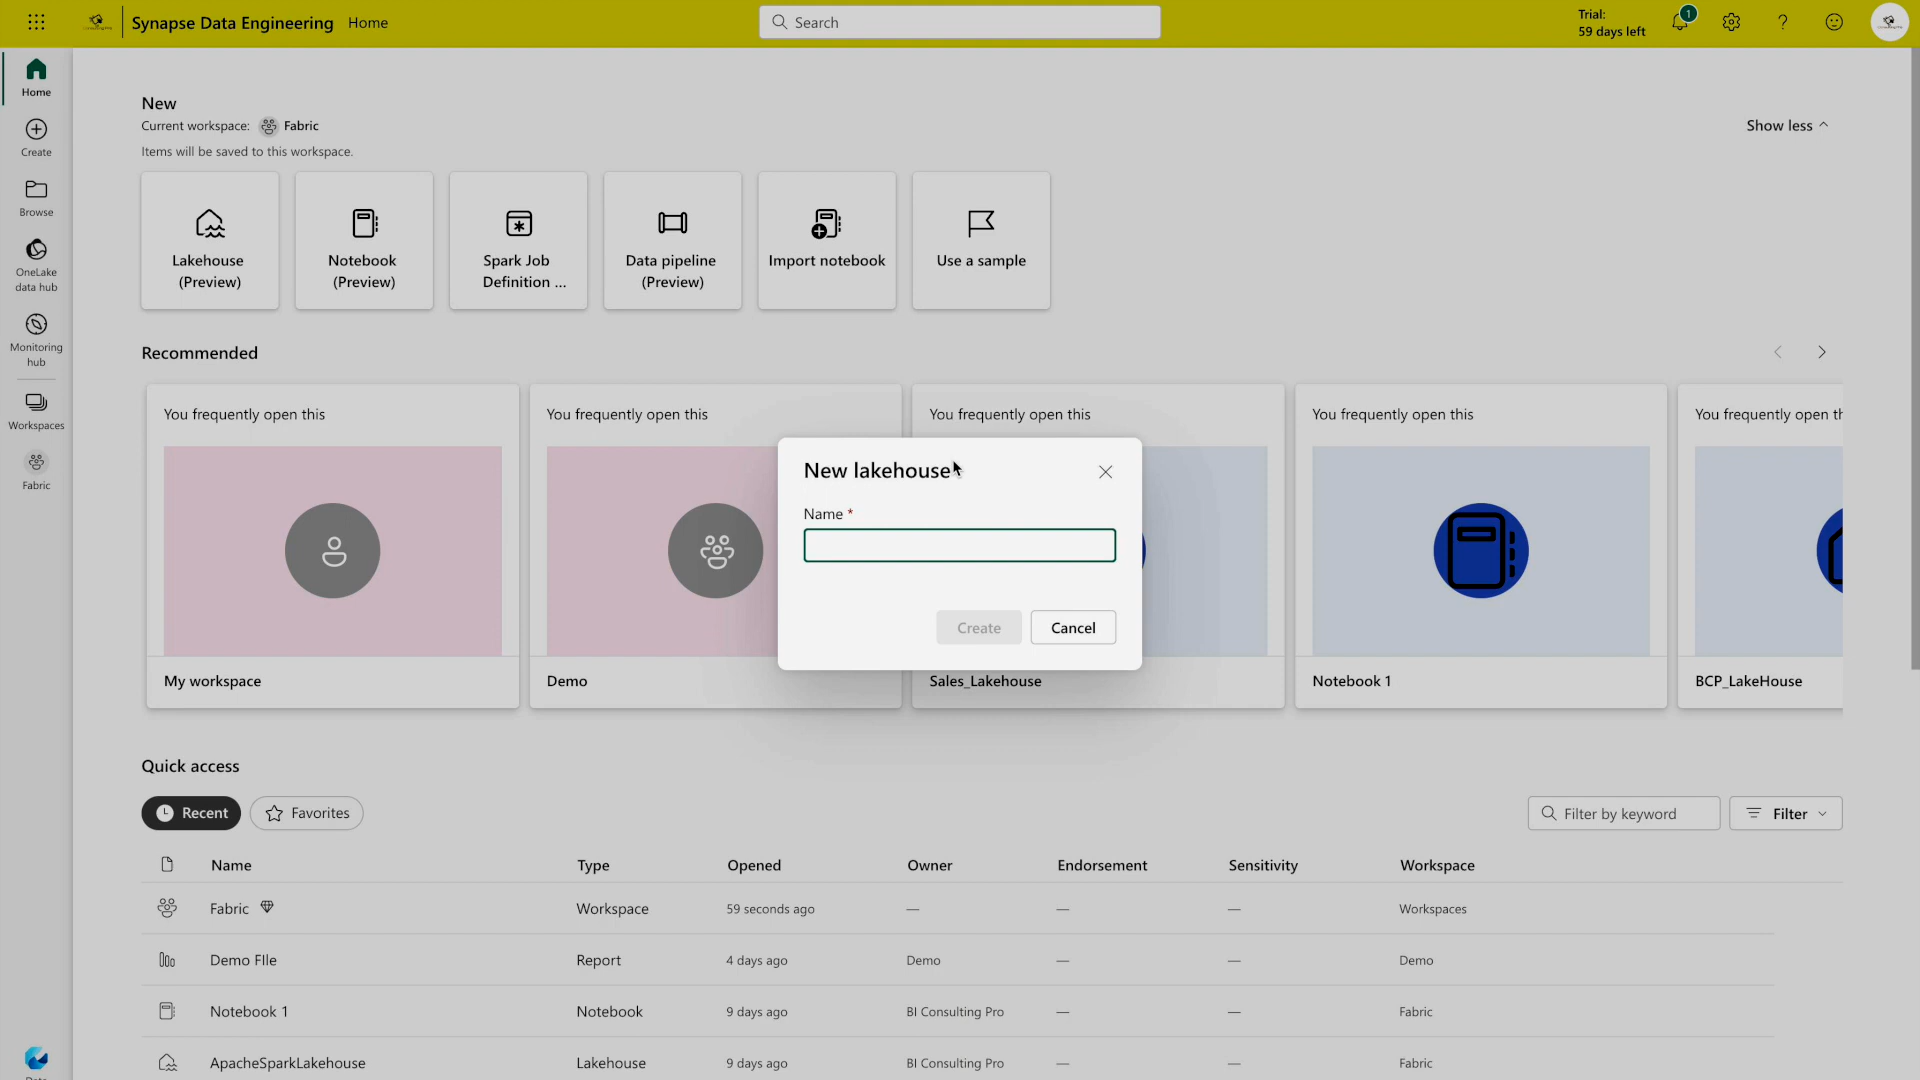 Synapse Data Engineering Home
Search
Trial:
59 days left
1
Home
Create
Browse
OneLake
data hub
Monitoring
hub
Workspaces
Fabric
New
Current workspace: Fabric
Items will be saved to this workspace.
Show less
Lakehouse
(Preview)
Notebook
(Preview)
Spark Job
Definition ...
Data pipeline
(Preview)
Import notebook
Use a sample
Recommended
You frequently open this
You frequently open this
You frequently open this
You frequently open this
You frequently open th
New lakehouse
Name *
Create
Cancel
My workspace
Demo
Sales_Lakehouse
Notebook 1
BCP_LakeHouse
Quick access
Recent
Favorites
Filter by keyword
Filter
Name Type Opened Owner Endorsement Sensitivity Workspace
Fabric Workspace 59 seconds ago — — — Workspaces
Demo FIle Report 4 days ago Demo — — Demo
Notebook 1 Notebook 9 days ago BI Consulting Pro — — Fabric
ApacheSparkLakehouse Lakehouse 9 days ago BI Consulting Pro — — Fabric